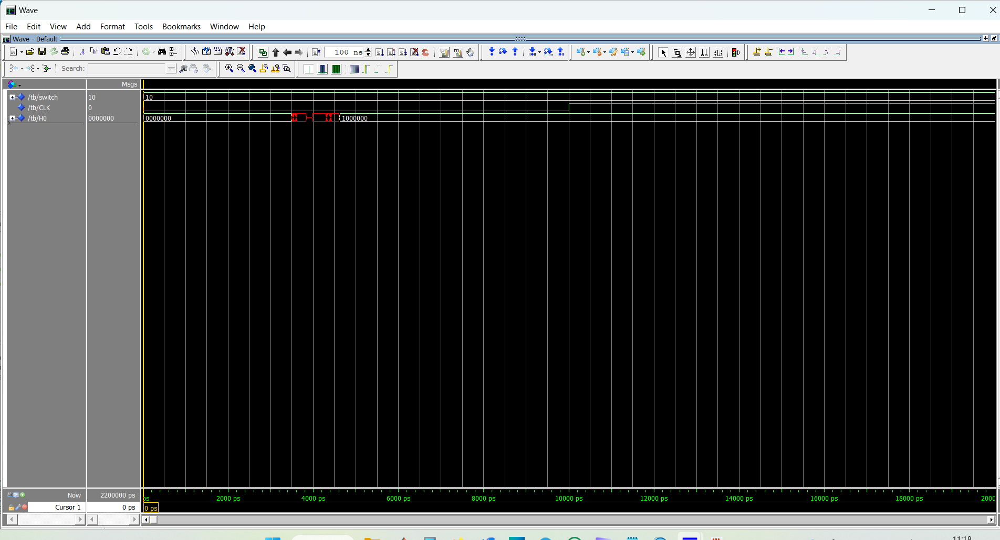 Wave
File Edit View Add Format Tools Bookmarks Window Help
Wave - Default
100 ns
Search:
Msgs
/tb/switch 10 10
/tb/CLK 0
/tb/H0 0000000 0000000 1000000
Now 2200000 ps ps 2000 ps 4000 ps 6000 ps 8000 ps 10000 ps 12000 ps 14000 ps 16000 ps 18000 ps 2000
Cursor 1 0 ps 0 ps
11:18